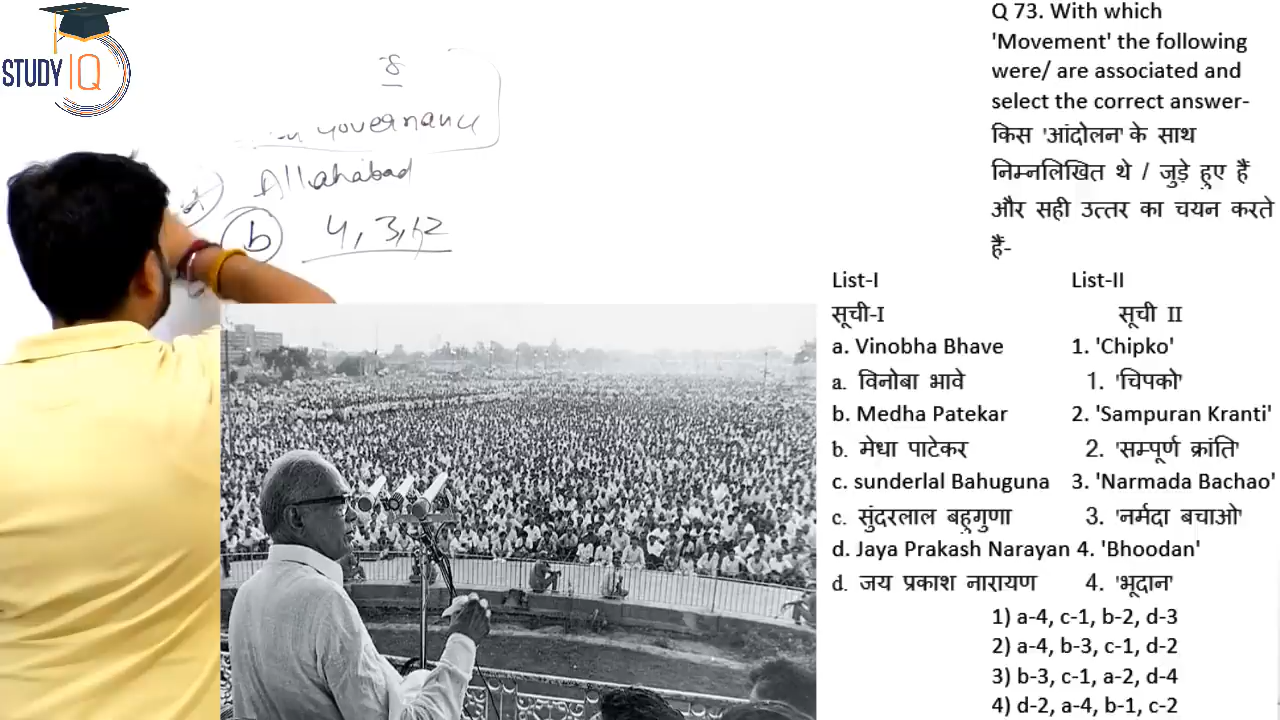 STUDY IQ
8
Governance
Allahabad
b 4, 3, 1, 2
Q 73. With which
'Movement' the following
were/ are associated and
select the correct answer-
किस 'आंदोलन' के साथ
निम्नलिखित थे / जुड़े हुए हैं
और सही उत्तर का चयन करते
हैं-
List-I List-II
सूची-I सूची II
a. Vinobha Bhave 1. 'Chipko'
a. विनोबा भावे 1. 'चिपको'
b. Medha Patekar 2. 'Sampuran Kranti'
b. मेधा पाटेकर 2. 'सम्पूर्ण क्रांति'
c. sunderlal Bahuguna 3. 'Narmada Bachao'
c. सुंदरलाल बहुगुणा 3. 'नर्मदा बचाओ'
d. Jaya Prakash Narayan 4. 'Bhoodan'
d. जय प्रकाश नारायण 4. 'भूदान'
1) a-4, c-1, b-2, d-3
2) a-4, b-3, c-1, d-2
3) b-3, c-1, a-2, d-4
4) d-2, a-4, b-1, c-2